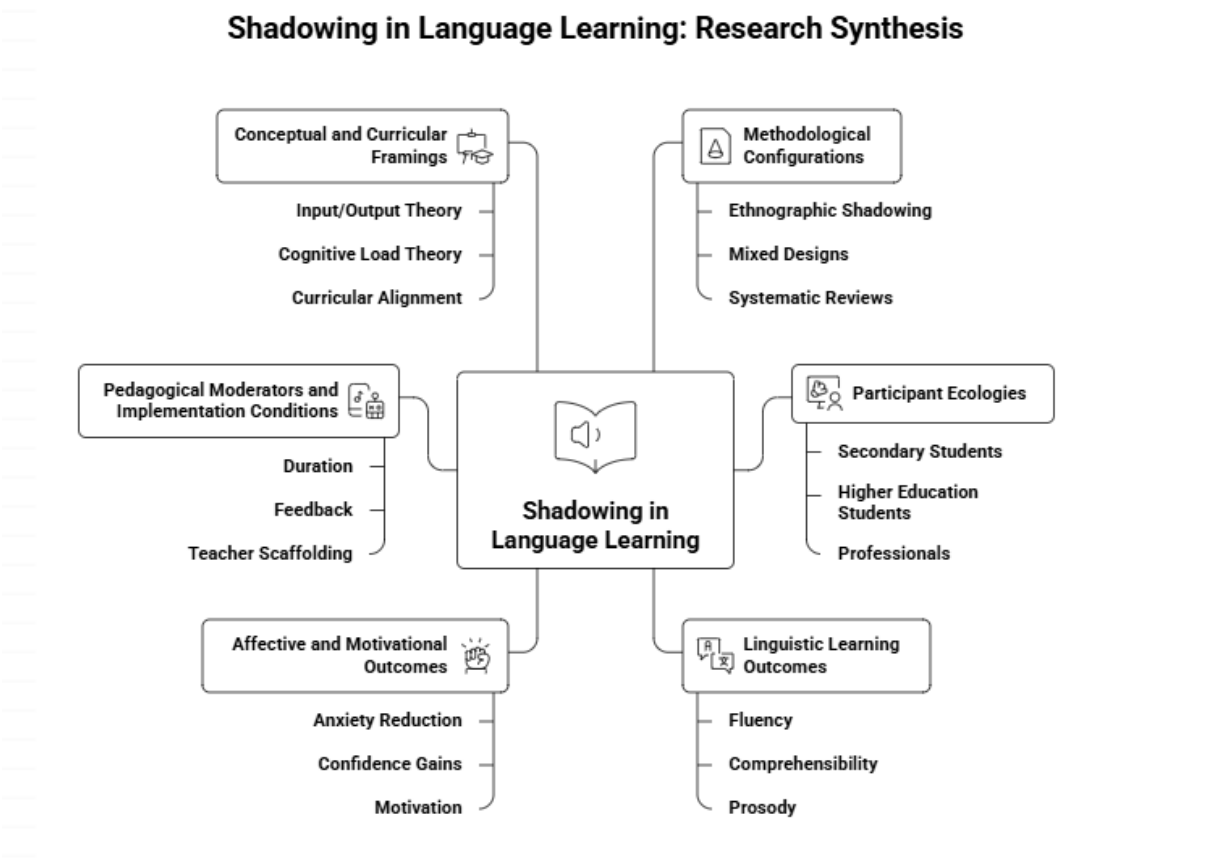 Shadowing in Language Learning: Research Synthesis
Conceptual and Curricular
Framings
Input/Output Theory
Cognitive Load Theory
Curricular Alignment
Methodological
Configurations
Ethnographic Shadowing
Mixed Designs
Systematic Reviews
Pedagogical Moderators and
Implementation Conditions
Duration
Feedback
Teacher Scaffolding
Shadowing in
Language Learning
Participant Ecologies
Secondary Students
Higher Education
Students
Professionals
Affective and Motivational
Outcomes
Anxiety Reduction
Confidence Gains
Motivation
A
文
Linguistic Learning
Outcomes
Fluency
Comprehensibility
Prosody